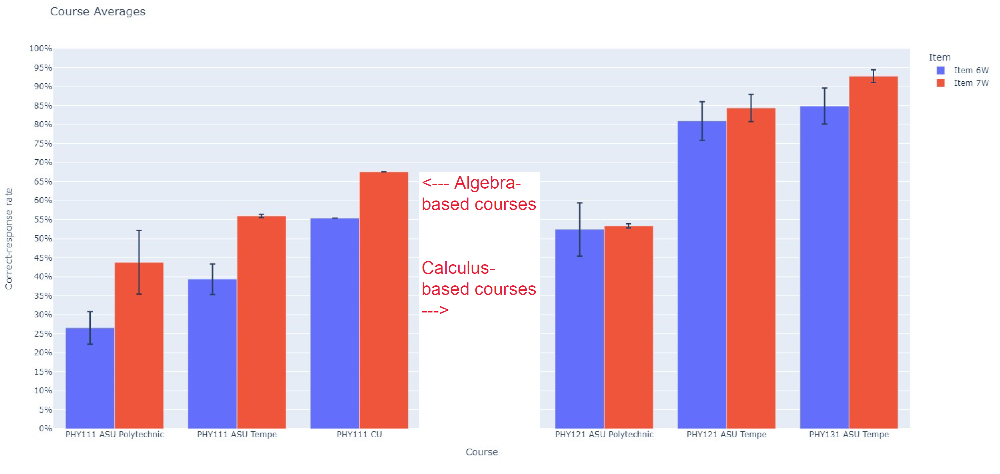 Course Averages
100%
95%
90%
85%
80%
75%
70%
65%
60%
55%
50%
45%
40%
35%
30%
25%
20%
15%
10%
5%
0%
Correct-response rate
Item
Item 6W
Item 7W
<--- Algebra-
based courses
Calculus-
based courses
--->
PHY111 ASU Polytechnic
PHY111 ASU Tempe
PHY111 CU
PHY121 ASU Polytechnic
PHY121 ASU Tempe
PHY131 ASU Tempe
Course